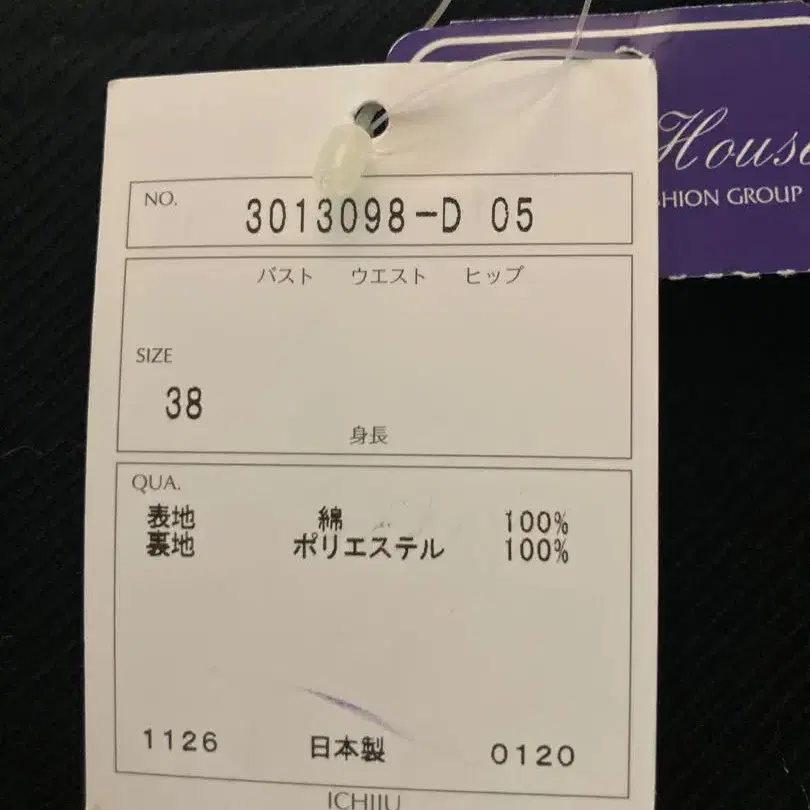 House
FASHION GROUP
NO.
3013098-D 05
バスト ウエスト ヒップ
SIZE
38
身長
QUA.
表地 綿 100%
裏地 ポリエステル 100%
1126 日本製 0120
ICHIJU